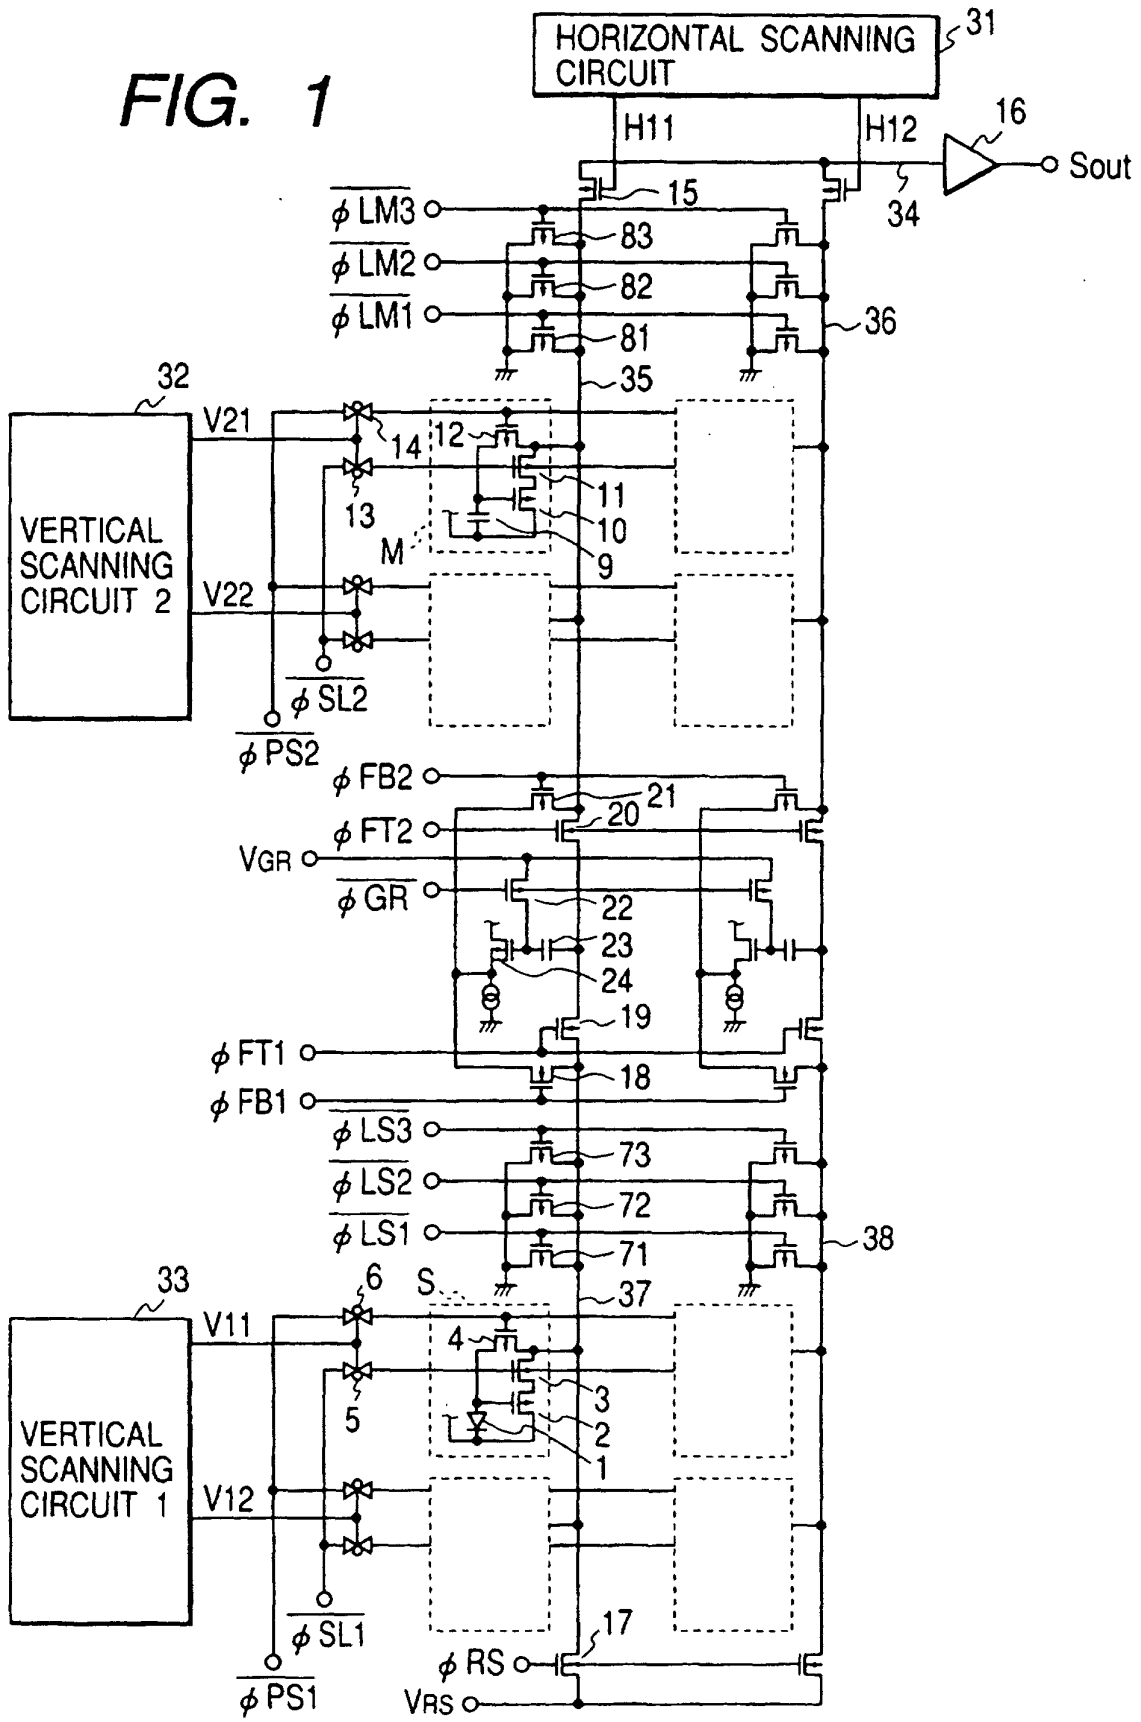 FIG. 1
HORIZONTAL SCANNING
CIRCUIT
31
H11
H12
16
Sout
15
34
φLM3
83
φLM2
82
φLM1
81
36
35
32
V21
14
12
11
VERTICAL
SCANNING
CIRCUIT 2
13
10
M
9
V22
φSL2
φPS2
φFB2
21
φFT2
20
VGR
φGR
22
23
24
19
φFT1
18
φFB1
φLS3
73
φLS2
72
φLS1
71
38
33
6
S
37
V11
4
3
5
2
VERTICAL
SCANNING
CIRCUIT 1
1
V12
φSL1
17
φRS
φPS1
VRS